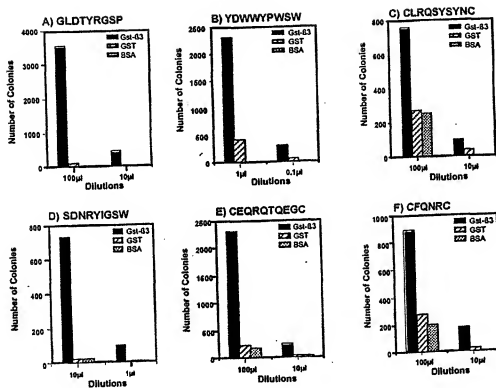 A) GLDTYRGSP
Number of Colonies
4000
3000
2000
1000
0
Gst-ß3
GST
BSA
100µl
10µl
Dilutions
B) YDWWYPWSW
Number of Colonies
2500
2000
1500
500
0
Gst-ß3
GST
BSA
1µl
0.1µl
Dilutions
C) CLRQSYSYNC
Number of Colonies
800
600
400
200
0
Gst-ß3
GST
BSA
100µl
10µl
Dilutions
D) SDNRYIGSW
Number of Colonies
800
600
400
200
0
Gst-ß3
GST
BSA
10µl
1µl
Dilutions
E) CEQRQTQEGC
Number of Colonies
2500
2000
1500
500
0
Gst-ß3
GST
BSA
100µl
10µl
Dilutions
F) CFQNRC
Number of Colonies
1000
800
600
400
200
0
Gst-ß3
GST
BSA
100µl
10µl
Dilutions